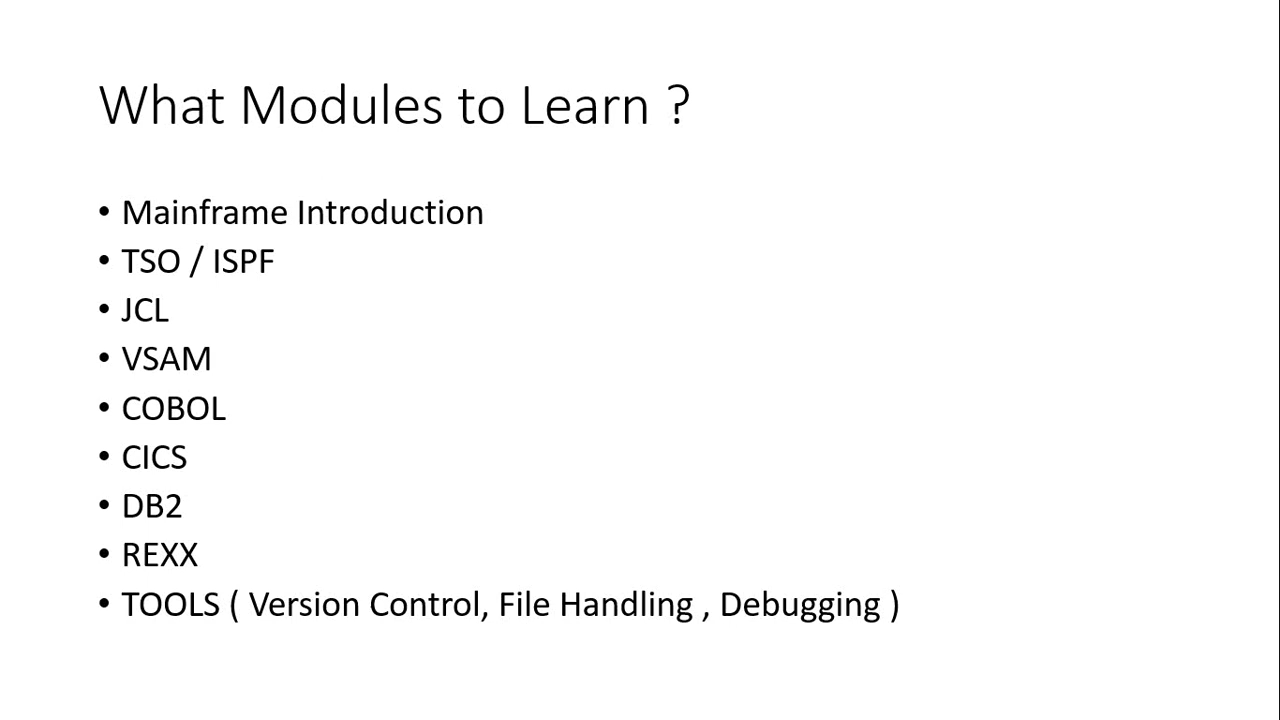 What Modules to Learn ?
• Mainframe Introduction
• TSO / ISPF
• JCL
• VSAM
• COBOL
• CICS
• DB2
• REXX
• TOOLS ( Version Control, File Handling , Debugging )